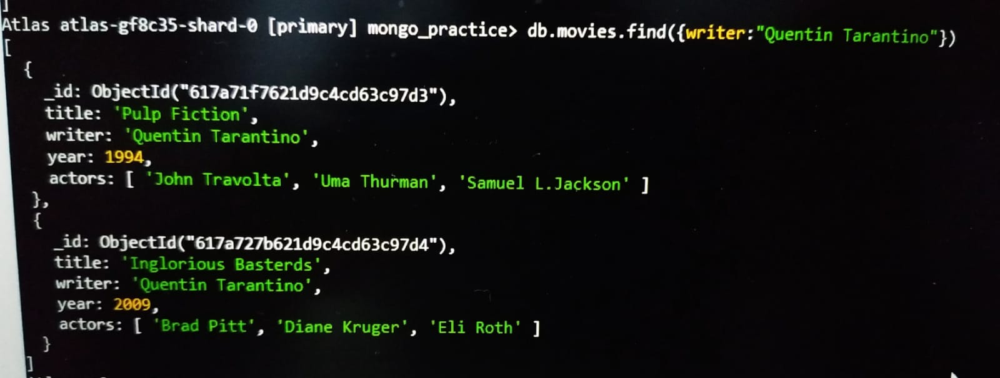 ]
Atlas atlas-gf8c35-shard-0 [primary] mongo_practice> db.movies.find({writer:"Quentin Tarantino"})
[
  {
    _id: ObjectId("617a71f7621d9c4cd63c97d3"),
    title: 'Pulp Fiction',
    writer: 'Quentin Tarantino',
    year: 1994,
    actors: [ 'John Travolta', 'Uma Thurman', 'Samuel L.Jackson' ]
  },
  {
    _id: ObjectId("617a727b621d9c4cd63c97d4"),
    title: 'Inglorious Basterds',
    writer: 'Quentin Tarantino',
    year: 2009,
    actors: [ 'Brad Pitt', 'Diane Kruger', 'Eli Roth' ]
  }
]